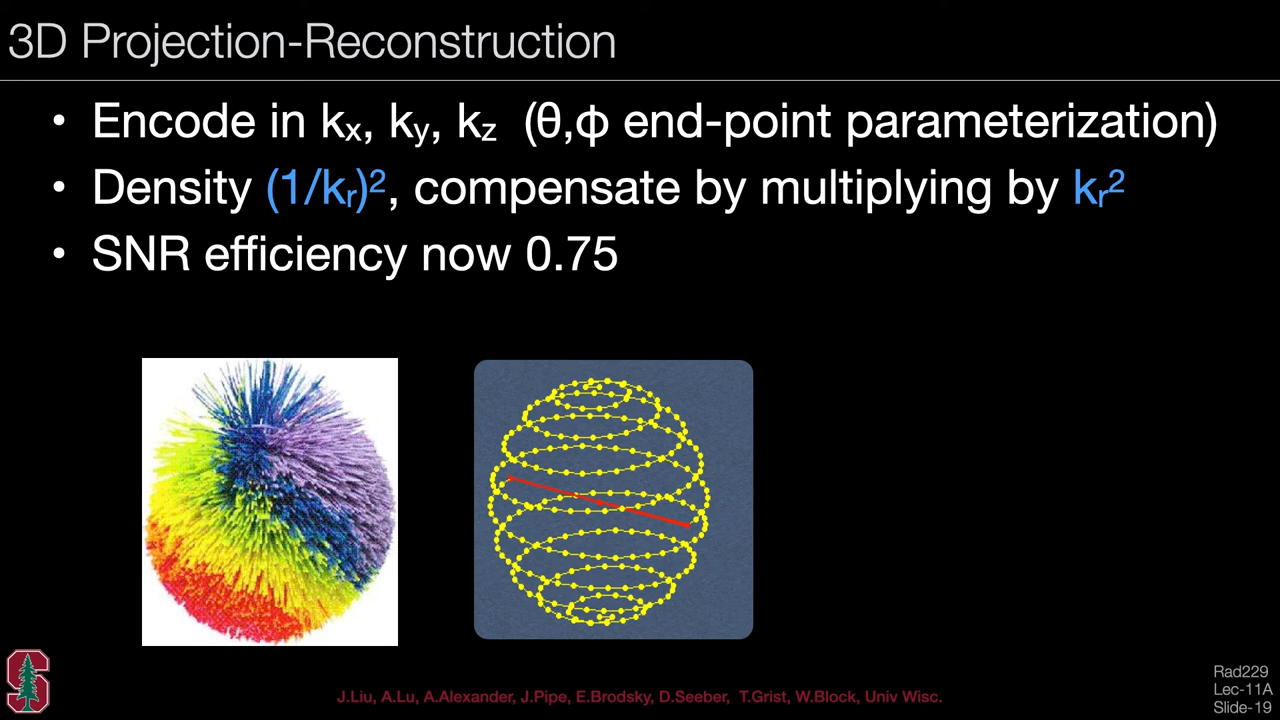 3D Projection-Reconstruction
• Encode in kx, ky, kz (θ,ϕ end-point parameterization)
• Density (1/kr)², compensate by multiplying by kr²
• SNR efficiency now 0.75
J.Liu, A.Lu, A.Alexander, J.Pipe, E.Brodsky, D.Seeber, T.Grist, W.Block, Univ Wisc.
Rad229
Lec-11A
Slide-19